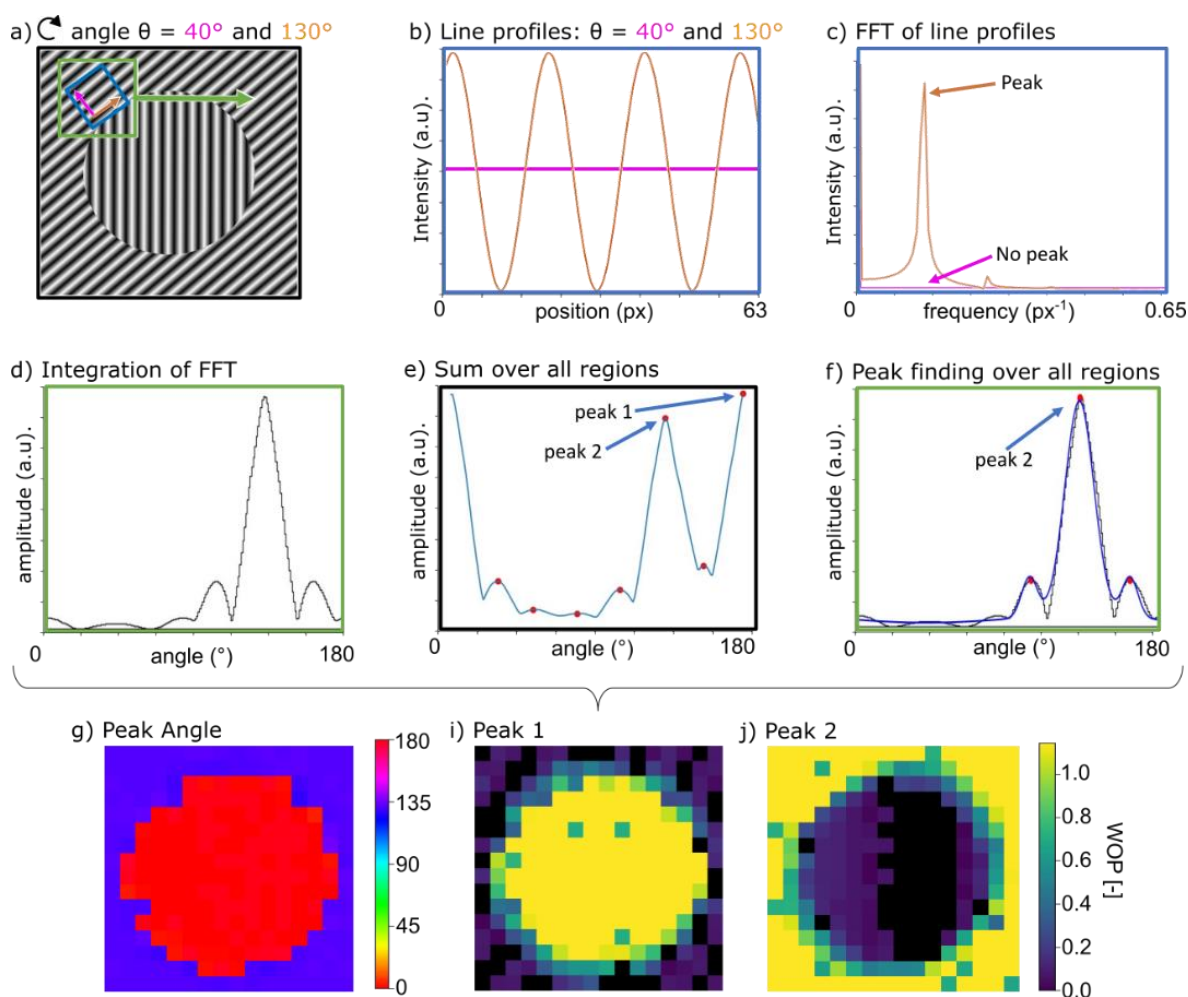 a) angle θ = 40° and 130°
b) Line profiles: θ = 40° and 130°
c) FFT of line profiles
Intensity (a.u.).
0
position (px)
63
Intensity (a.u.).
Peak
No peak
0
frequency (px⁻¹)
0.65
d) Integration of FFT
e) Sum over all regions
f) Peak finding over all regions
amplitude (a.u).
0
angle (°)
180
amplitude (a.u.).
peak 1
peak 2
0
angle (°)
180
amplitude (a.u.).
peak 2
0
angle (°)
180
g) Peak Angle
i) Peak 1
j) Peak 2
180
135
90
45
0
1.0
0.8
0.6
0.4
0.2
0.0
WOP [-]